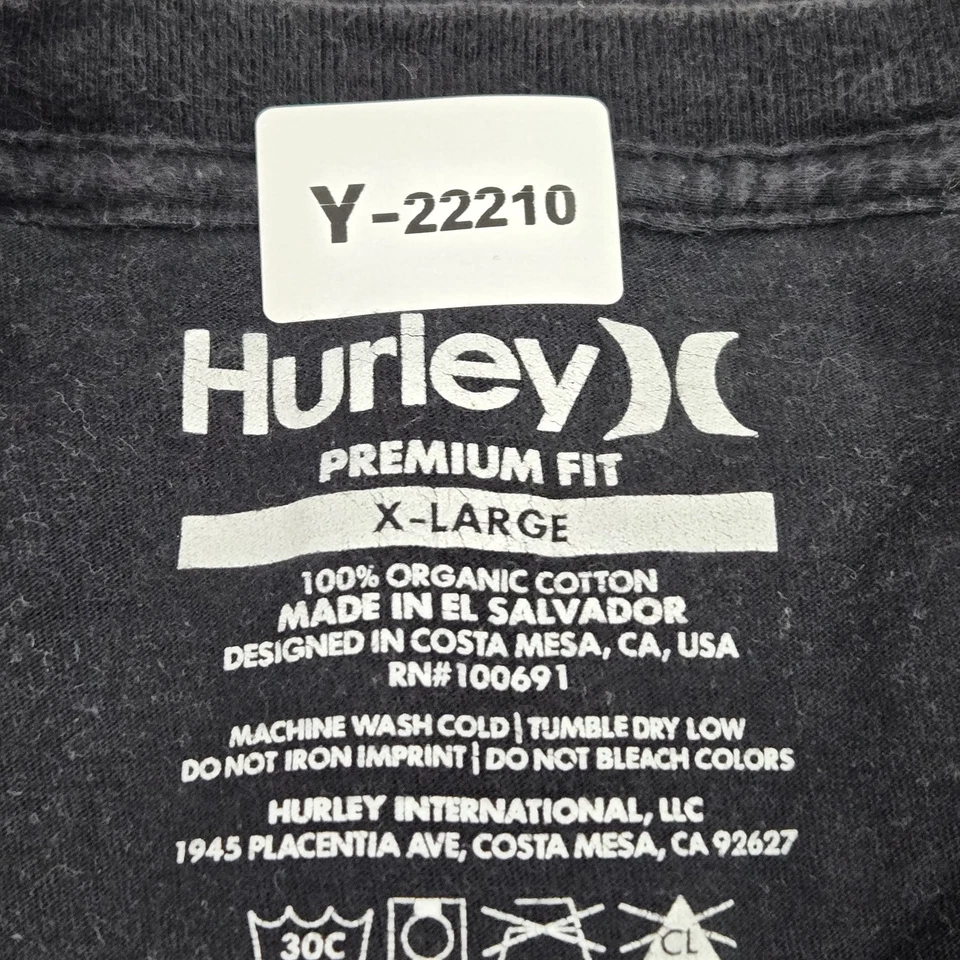 Y-22210
Hurley
PREMIUM FIT
X-LARGE
100% ORGANIC COTTON
MADE IN EL SALVADOR
DESIGNED IN COSTA MESA, CA, USA
RN#100691
MACHINE WASH COLD | TUMBLE DRY LOW
DO NOT IRON IMPRINT | DO NOT BLEACH COLORS
HURLEY INTERNATIONAL, LLC
1945 PLACENTIA AVE, COSTA MESA, CA 92627
30C CL